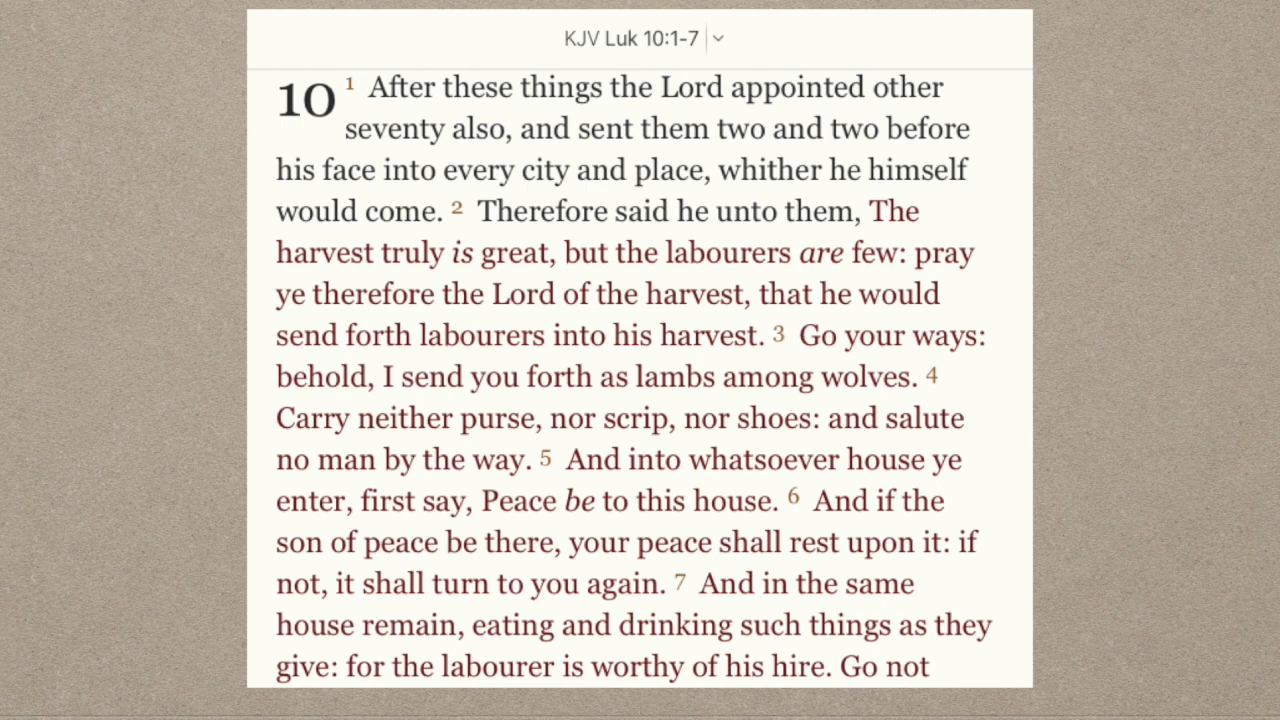 KJV Luk 10:1-7
10 1 After these things the Lord appointed other
seventy also, and sent them two and two before
his face into every city and place, whither he himself
would come. 2 Therefore said he unto them, The
harvest truly is great, but the labourers are few: pray
ye therefore the Lord of the harvest, that he would
send forth labourers into his harvest. 3 Go your ways:
behold, I send you forth as lambs among wolves. 4
Carry neither purse, nor scrip, nor shoes: and salute
no man by the way. 5 And into whatsoever house ye
enter, first say, Peace be to this house. 6 And if the
son of peace be there, your peace shall rest upon it: if
not, it shall turn to you again. 7 And in the same
house remain, eating and drinking such things as they
give: for the labourer is worthy of his hire. Go not